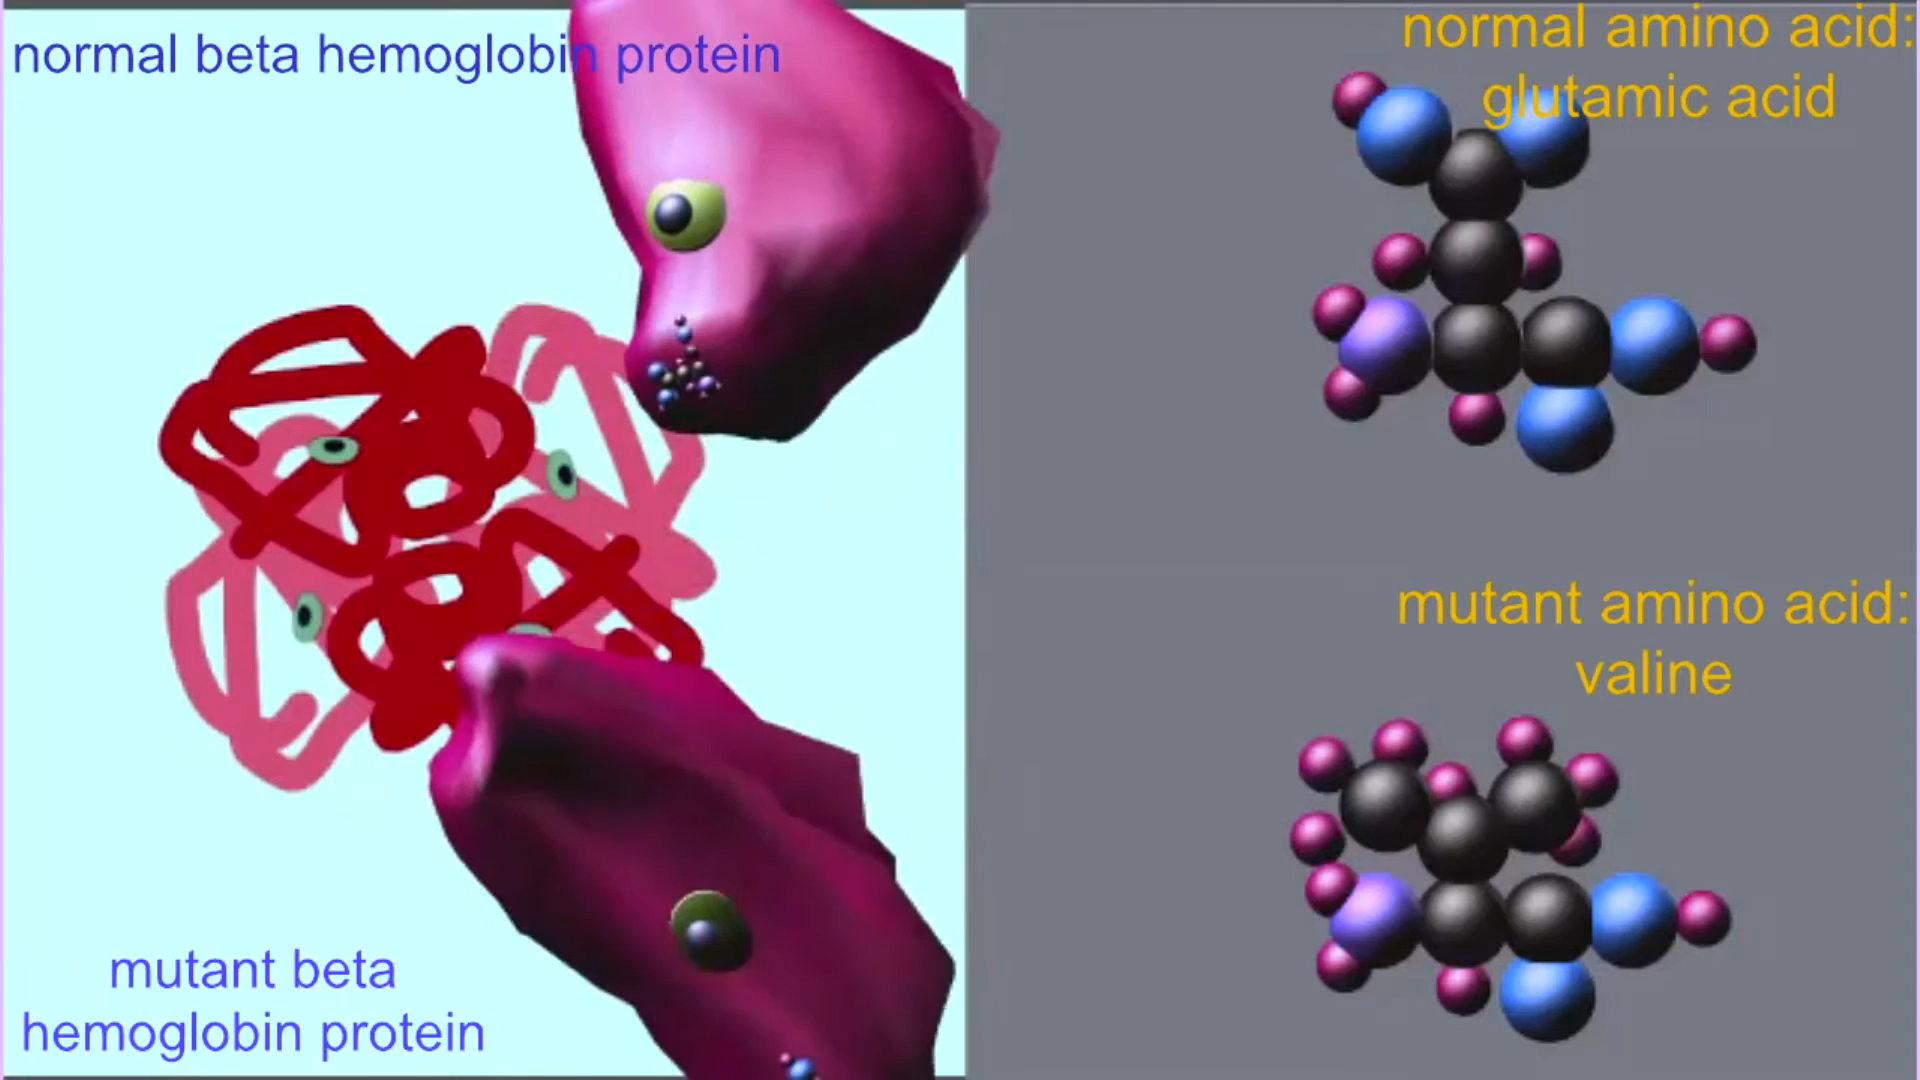 normal beta hemoglobin protein
normal amino acid:
glutamic acid
mutant amino acid:
valine
mutant beta
hemoglobin protein